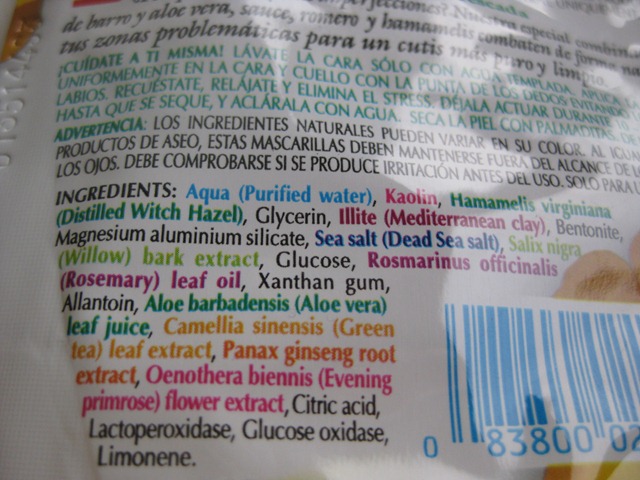 de barro y aloe vera, sauce, romero y hamamelis combaten de forma
tus zonas problemáticas para un cutis más puro y limpio.
¡CUÍDATE A TI MISMA! LÁVATE LA CARA SÓLO CON AGUA TEMPLADA. APLICA
UNIFORMEMENTE EN LA CARA Y CUELLO CON LA PUNTA DE LOS DEDOS EVITANDO
LABIOS. RECUÉSTATE, RELÁJATE Y ELIMINA EL STRESS. DÉJALA ACTUAR DURANTE
HASTA QUE SE SEQUE, Y ACLÁRALA CON AGUA. SECA LA PIEL CON PALMADITAS.
ADVERTENCIA: LOS INGREDIENTES NATURALES PUEDEN VARIAR EN SU COLOR. AL
PRODUCTOS DE ASEO, ESTAS MASCARILLAS DEBEN MANTENERSE FUERA DEL ALCANCE DE
LOS OJOS. DEBE COMPROBARSE SI SE PRODUCE IRRITACIÓN ANTES DEL USO. SOLO PARA
INGREDIENTS: Aqua (Purified water), Kaolin, Hamamelis virginiana
(Distilled Witch Hazel), Glycerin, Illite (Mediterranean clay), Bentonite,
Magnesium aluminium silicate, Sea salt (Dead Sea salt), Salix nigra
(Willow) bark extract, Glucose, Rosmarinus officinalis
(Rosemary) leaf oil, Xanthan gum,
Allantoin, Aloe barbadensis (Aloe vera)
leaf juice, Camellia sinensis (Green
tea) leaf extract, Panax ginseng root
extract, Oenothera biennis (Evening
primrose) flower extract, Citric acid,
Lactoperoxidase, Glucose oxidase,
Limonene.
0 83800 02